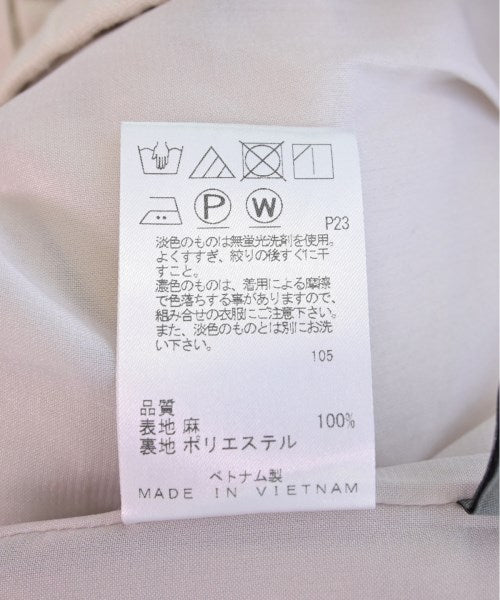 P W P23
淡色のものは無蛍光洗剤を使用。
よくすすぎ、絞りの後すぐに干
すこと。
濃色のものは、着用による摩擦
で色落ちする事がありますので、
組み合せの衣服にご注意下さい。
また、淡色のものとは別にお洗
い下さい。
105
品質
表地 麻 100%
裏地 ポリエステル
ベトナム製
MADE IN VIETNAM